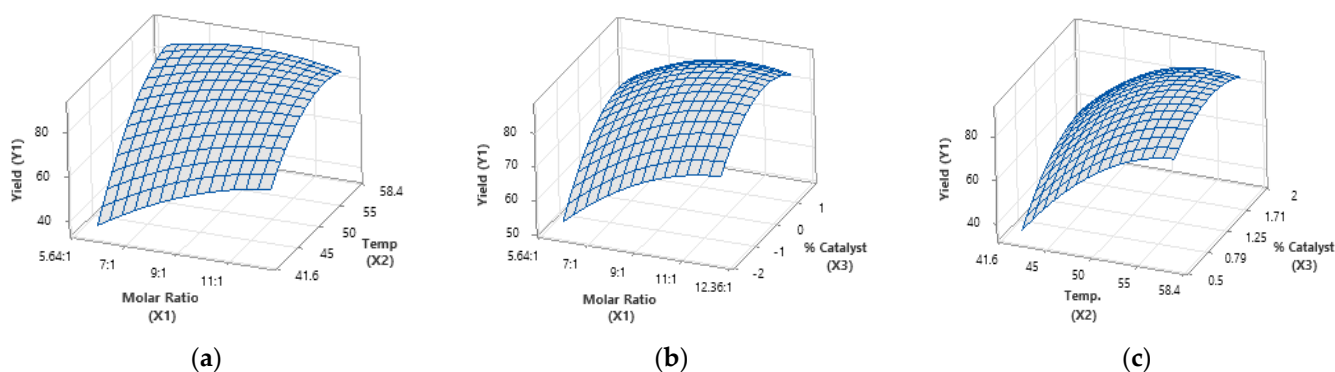 Yield (Y1)
80
60
40
5.64:1
7:1
9:1
11:1
Molar Ratio
(X1)
41.6
45
50
55
58.4
Temp
(X2)
(a)
Yield (Y1)
80
70
60
50
5.64:1
7:1
9:1
11:1
12.36:1
Molar Ratio
(X1)
-2
-1
0
1
% Catalyst
(X3)
(b)
Yield (Y1)
80
60
40
41.6
45
50
55
58.4
Temp.
(X2)
0.5
0.79
1.25
1.71
2
% Catalyst
(X3)
(c)